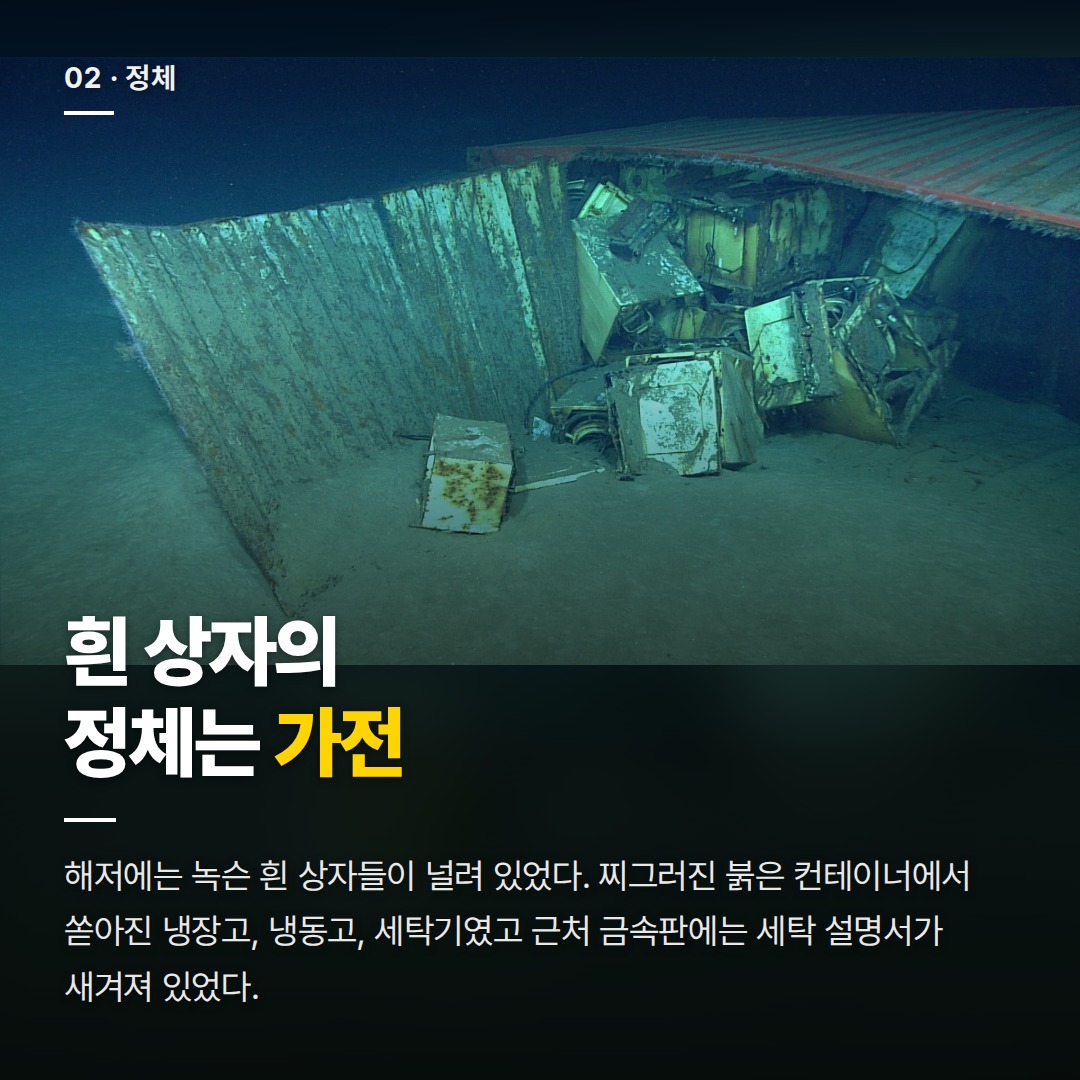 02 · 정체
흰 상자의
정체는 가전
해저에는 녹슨 흰 상자들이 널려 있었다. 찌그러진 붉은 컨테이너에서
쏟아진 냉장고, 냉동고, 세탁기였고 근처 금속판에는 세탁 설명서가
새겨져 있었다.